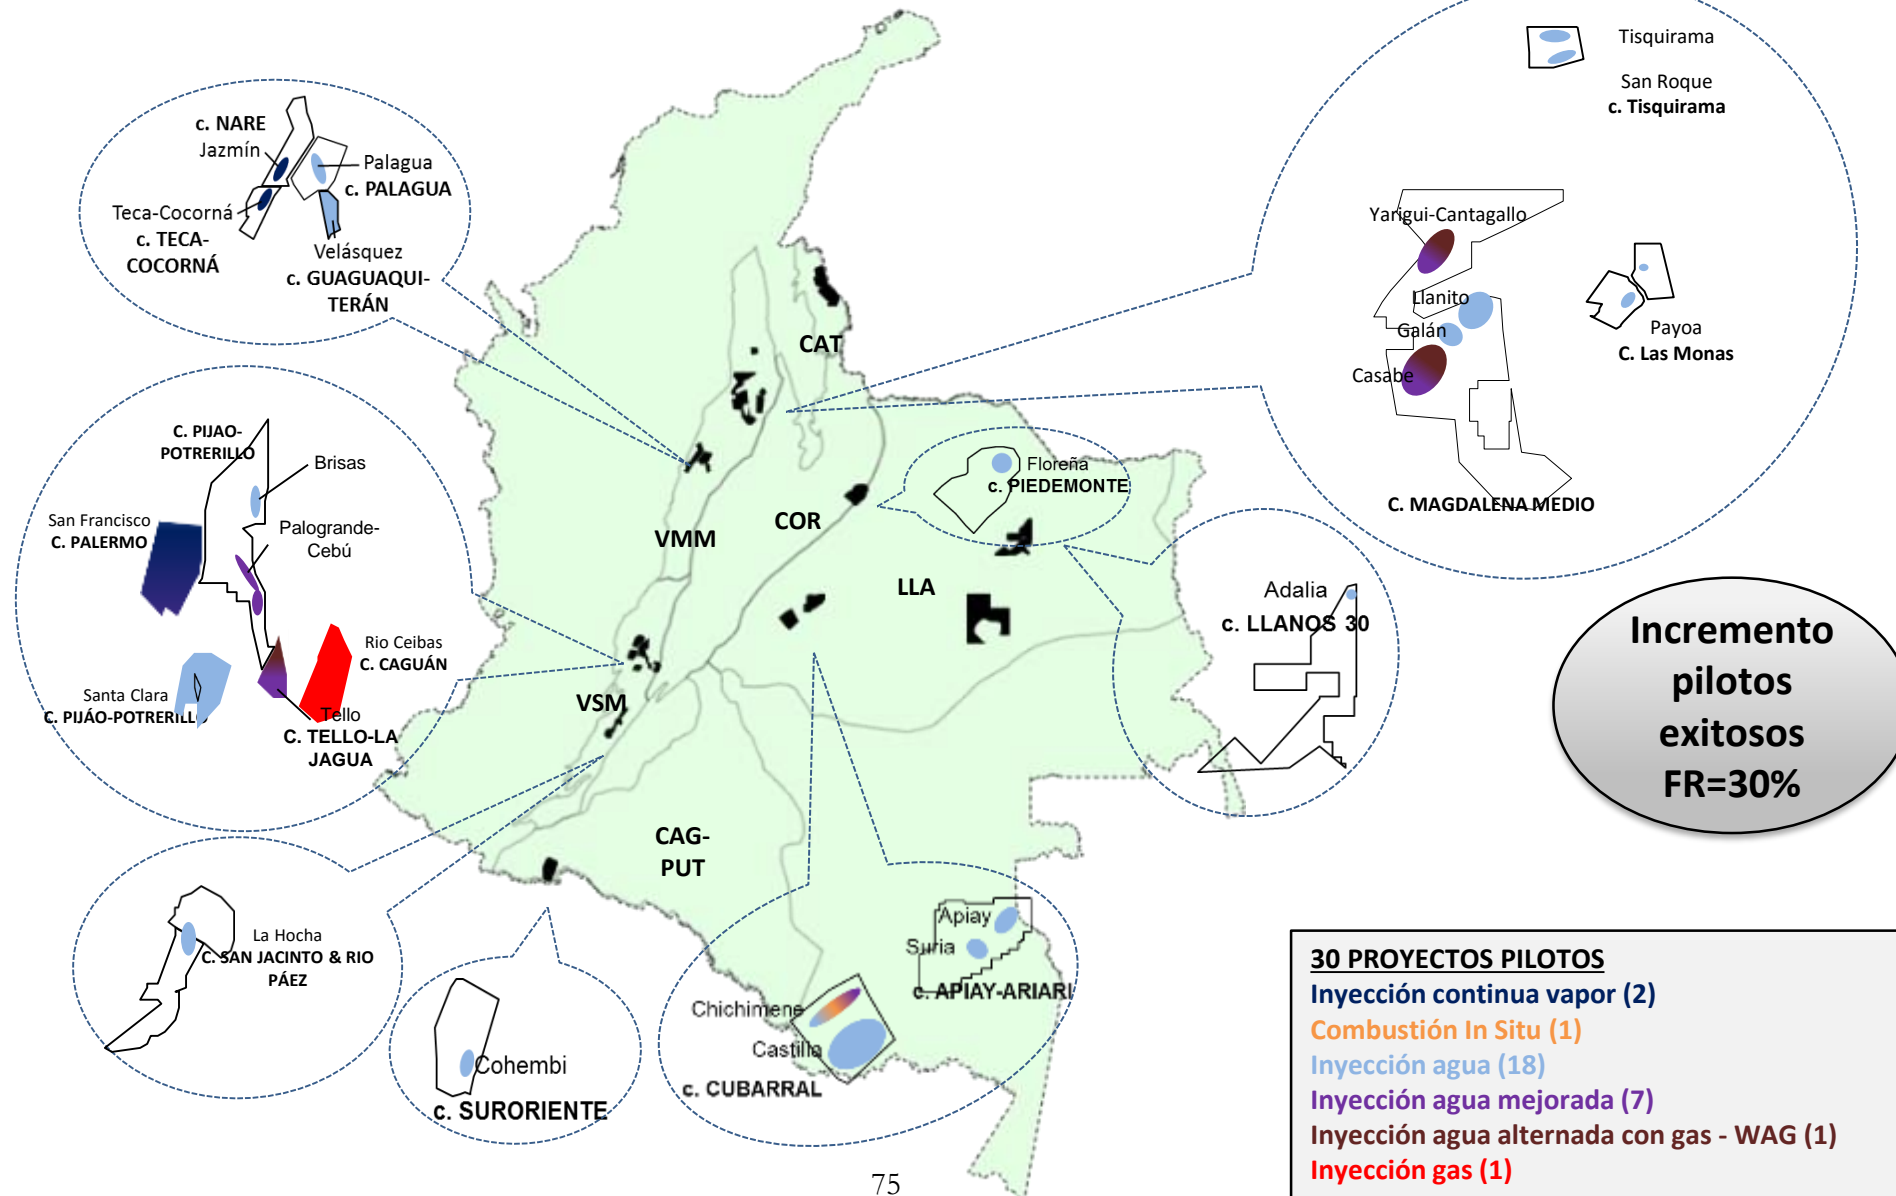 c. NARE
Jazmín
Palagua
c. PALAGUA
Teca-Cocorná
c. TECA-
COCORNÁ
Velásquez
c. GUAGUAQUI-
TERÁN
Tisquirama
San Roque
c. Tisquirama
Yarigui-Cantagallo
Llanito
Galán
Casabe
Payoa
C. Las Monas
C. MAGDALENA MEDIO
C. PIJAO-
POTRERILLO
Brisas
San Francisco
C. PALERMO
Palogrande-
Cebú
Rio Ceibas
C. CAGUÁN
Santa Clara
C. PIJÁO-POTRERILLO
Tello
C. TELLO-LA
JAGUA
CAT
COR
VMM
LLA
VSM
CAG-
PUT
Floreña
c. PIEDEMONTE
Adalia
c. LLANOS 30
Incremento
pilotos
exitosos
FR=30%
La Hocha
C. SAN JACINTO & RIO
PÁEZ
Cohembi
c. SURORIENTE
Apiay
Suria
c. APIAY-ARIARI
Chichimene
Castilla
c. CUBARRAL
30 PROYECTOS PILOTOS
Inyección continua vapor (2)
Combustión In Situ (1)
Inyección agua (18)
Inyección agua mejorada (7)
Inyección agua alternada con gas - WAG (1)
Inyección gas (1)
75